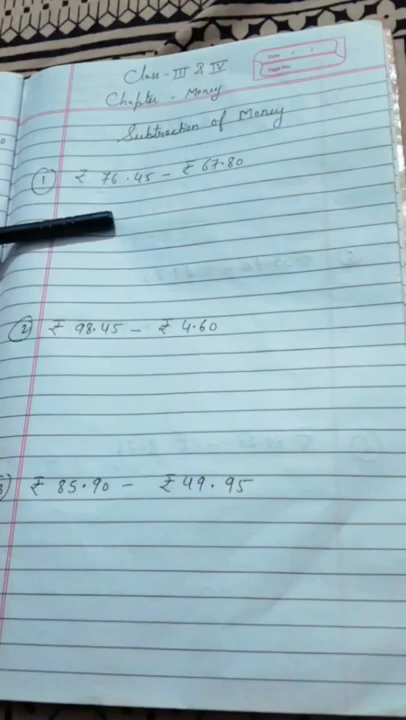 Class - III & IV
Chapter - Money
Subtraction of Money
① ₹ 76.45 - ₹ 67.80
② ₹ 98.45 - ₹ 4.60
3) ₹ 85.90 - ₹ 49.95